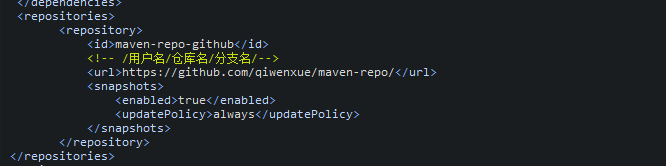 </dependencies>
<repositories>
<repository>
<id>maven-repo-github</id>
<!-- /用户名/仓库名/分支名/-->
<url>https://github.com/qiwenxue/maven-repo/</url>
<snapshots>
<enabled>true</enabled>
<updatePolicy>always</updatePolicy>
</snapshots>
</repository>
</repositories>